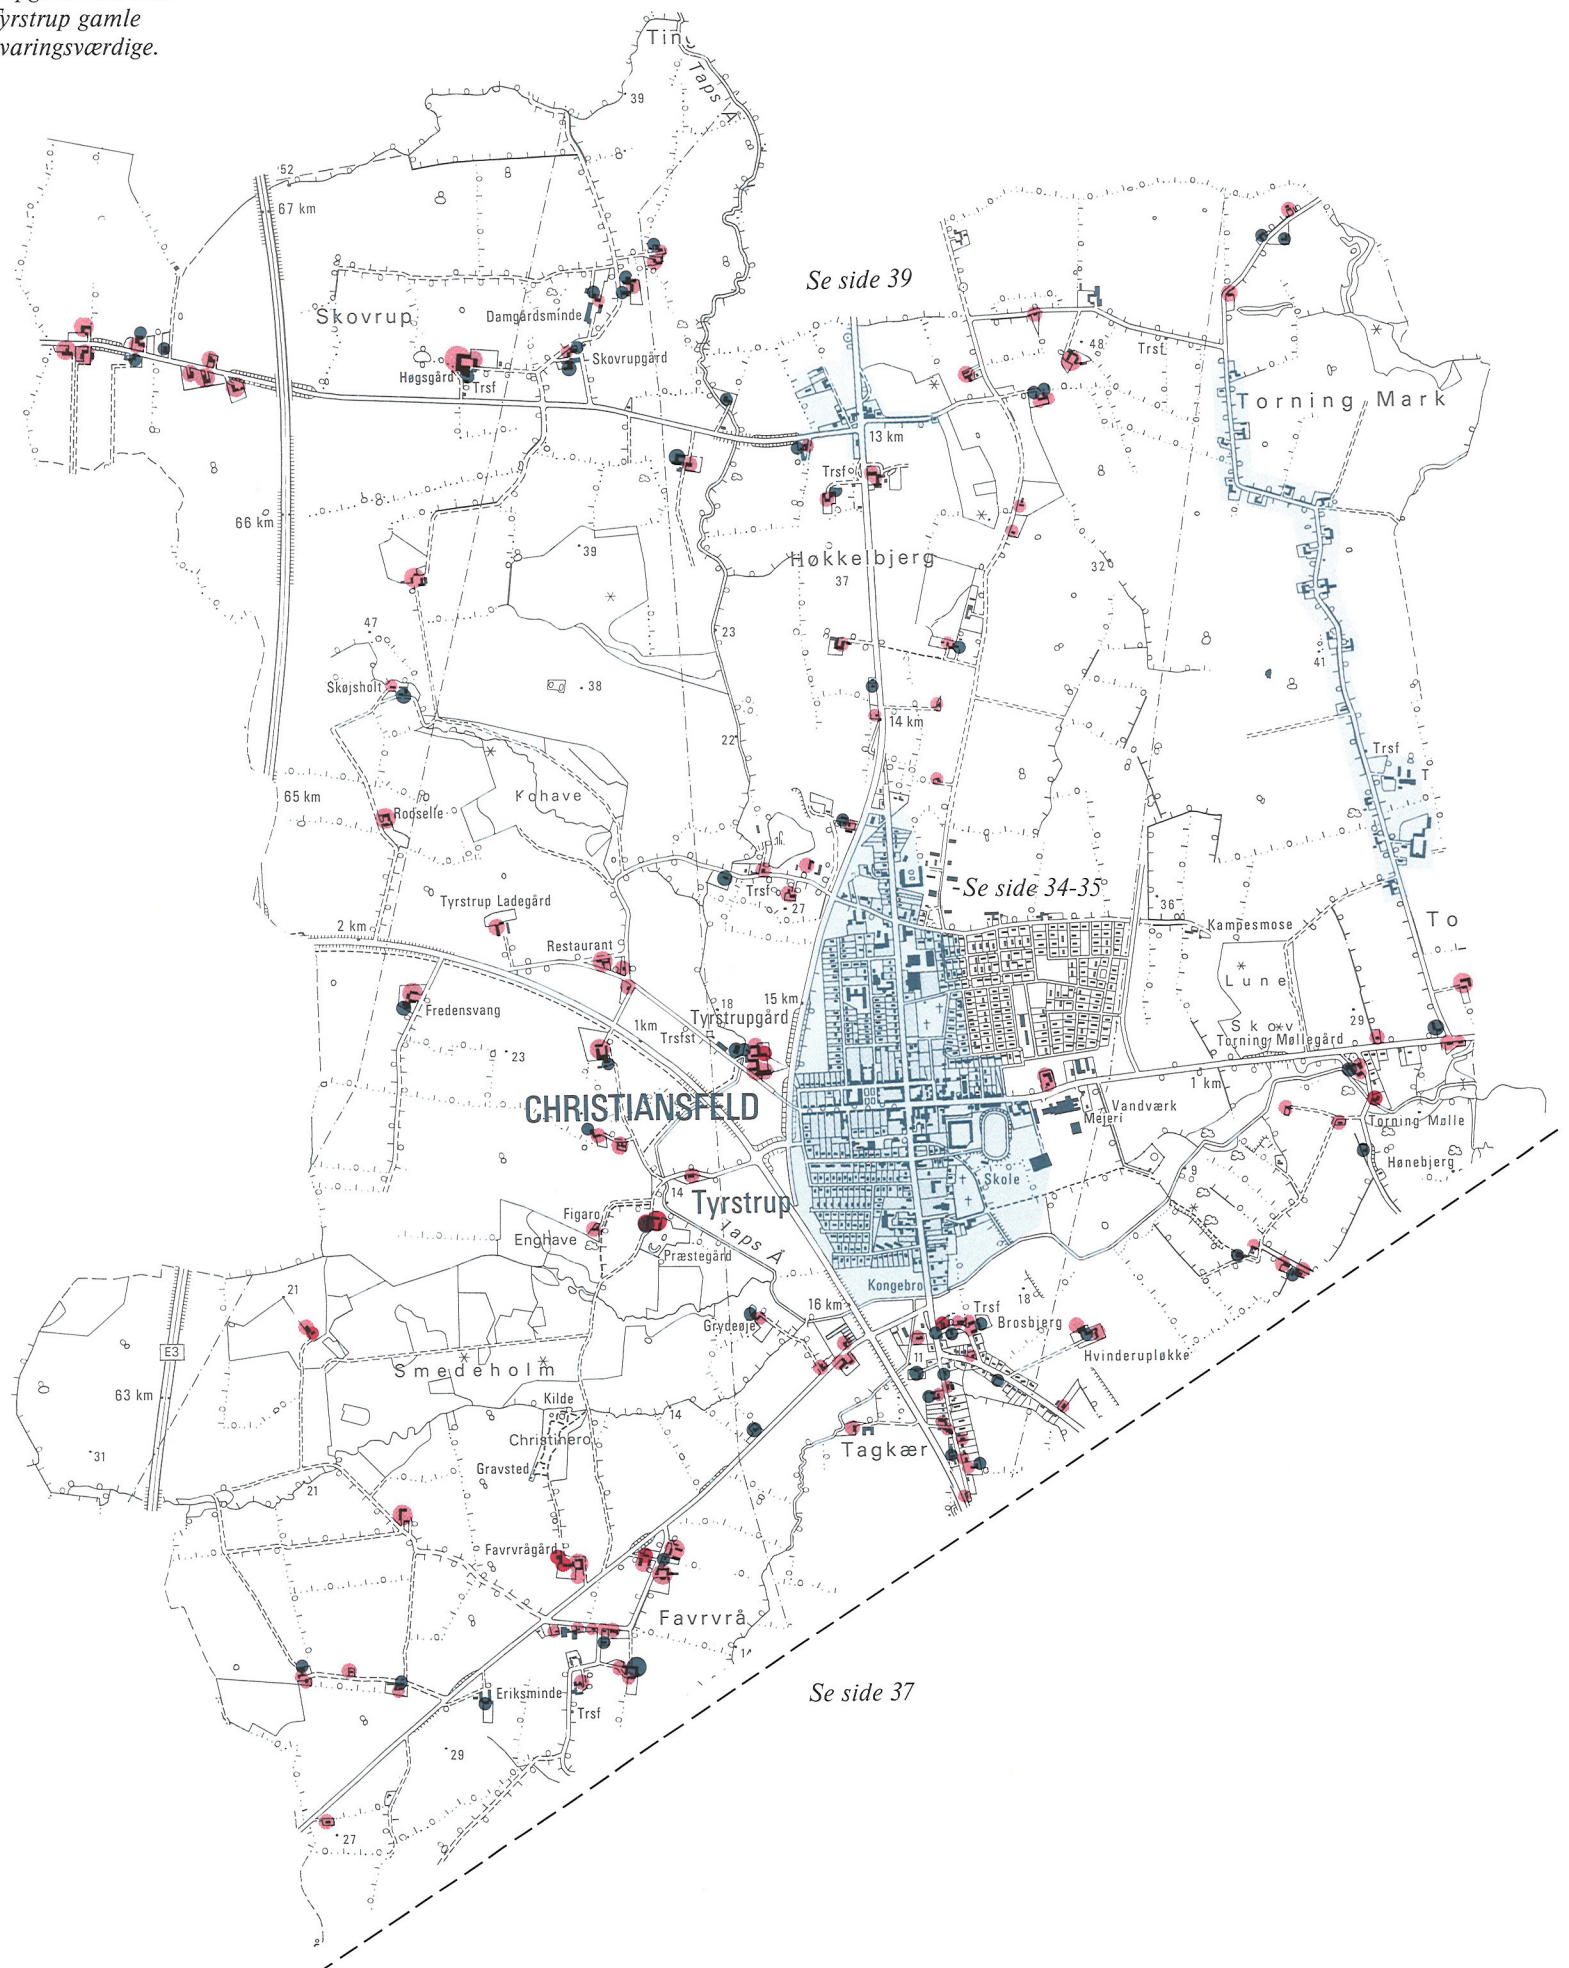 Tyrstrup gamle
varingsværdige.
Taps Å
39
52
67 km
Se side 39
Skovrup
Damgårdsminde
Skovrupgård
Høgsgård
Trsf
48
Trsf
Torning Mark
13 km
Trsf
66 km
39
Høkkelbjerg
37
32
47
23
41
Skøjsholt
38
14 km
22
Trsf
65 km
Kohave
Rodselle
Se side 34-35
Trsf
27
Tyrstrup Ladegård
36
2 km
Kampesmose
To
Restaurant
Lune
Fredensvang
18
15 km
Tyrstrupgård
1km
Trsfst
29
Skov
Torning Møllegård
23
1 km
CHRISTIANSFELD
Vandværk
Mejeri
Torning Mølle
Hønebjerg
9
Skole
14
Tyrstrup
Figaro
Enghave
Taps Å
Præstegård
Kongebro
21
16 km
18
Trsf
Brosbjerg
Grydeøje
E3
11
Hvinderupløkke
Smedeholm
63 km
Kilde
14
Christinero
31
Tagkær
Gravsted
21
Favrvrågård
Favrvrå
Se side 37
Eriksminde
Trsf
29
27